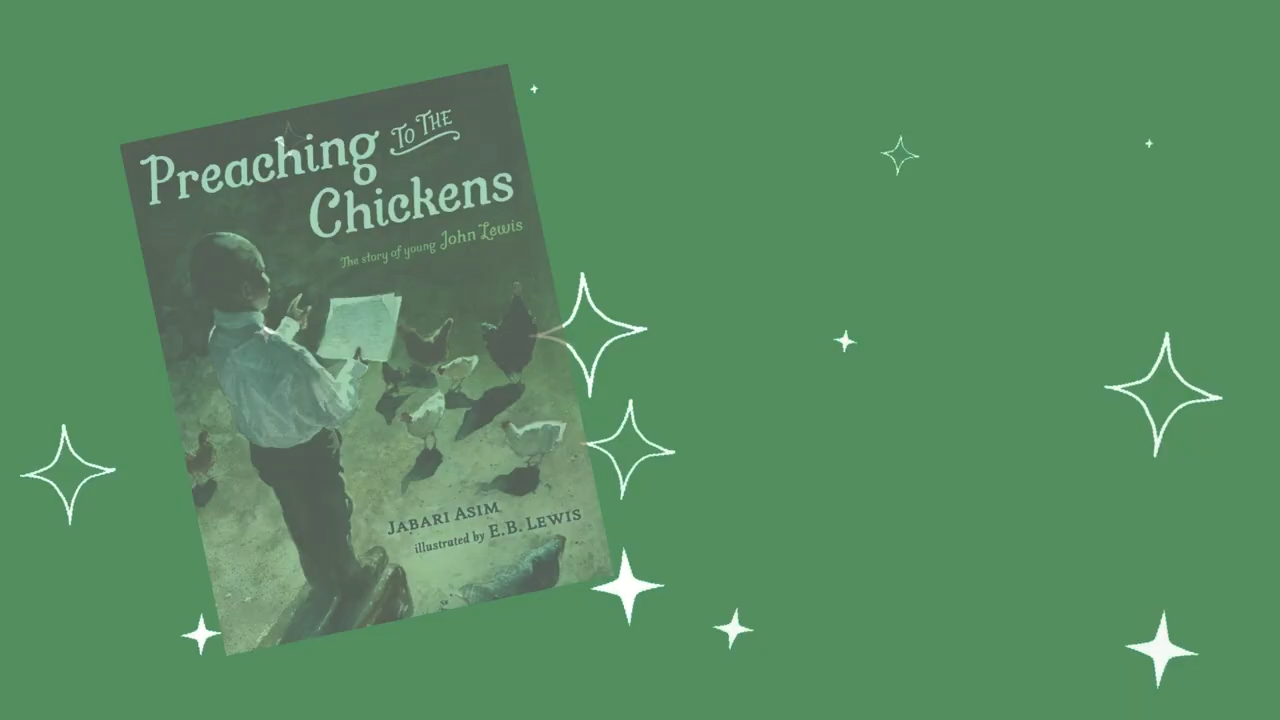 Preaching TO THE
Chickens
The story of young John Lewis
JABARI ASIM
illustrated by E.B. LEWIS